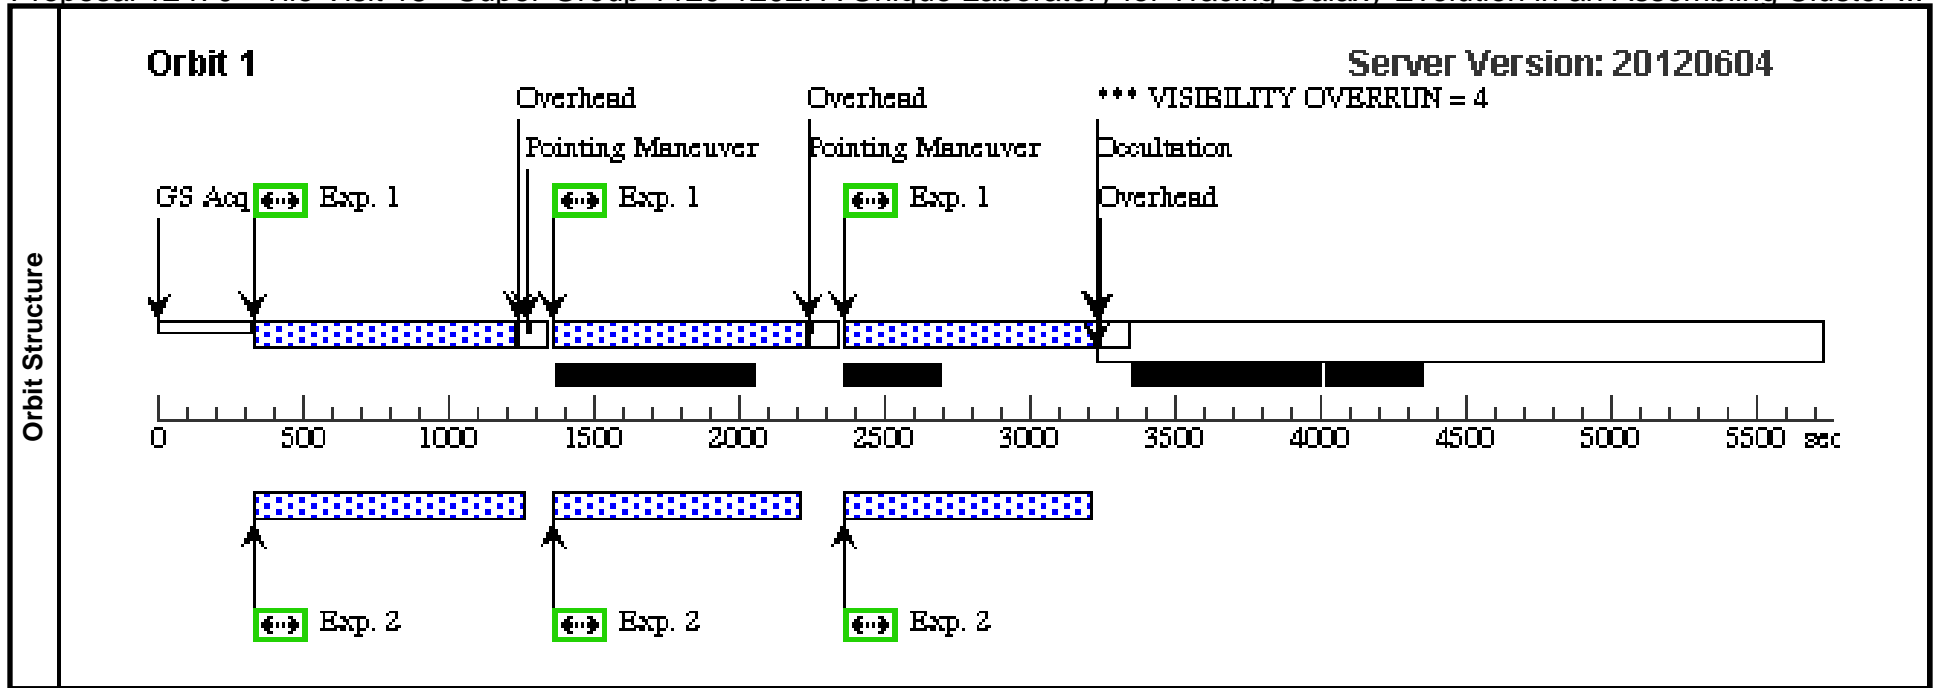 Orbit 1
Server Version: 20120604
Overhead
Overhead
*** VISIBILITY OVERRUN = 4
Pointing Maneuver
Pointing Maneuver
Occultation
GS Acq
Exp. 1
Exp. 1
Exp. 1
Overhead
Orbit Structure
0 500 1000 1500 2000 2500 3000 3500 4000 4500 5000 5500 sec
Exp. 2
Exp. 2
Exp. 2